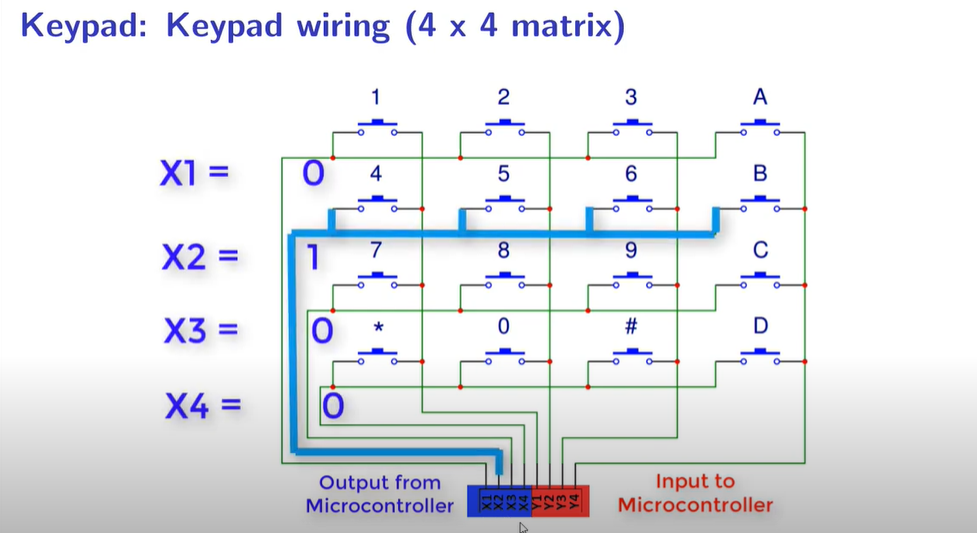 Keypad: Keypad wiring (4 x 4 matrix)
1 2 3 A
X1 = 0
4 5 6 B
X2 = 1
7 8 9 C
X3 = 0
* 0 # D
X4 = 0
Output from
Microcontroller
X1 X2 X3 X4 Y1 Y2 Y3 Y4
Input to
Microcontroller